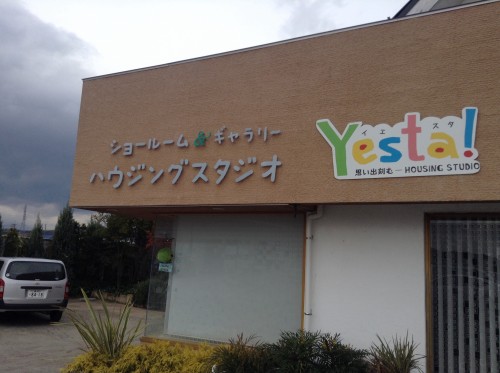 ショールーム&ギャラリー
ハウジングスタジオ
イエスタ
Yesta!
思い出刻む—HOUSING STUDIO